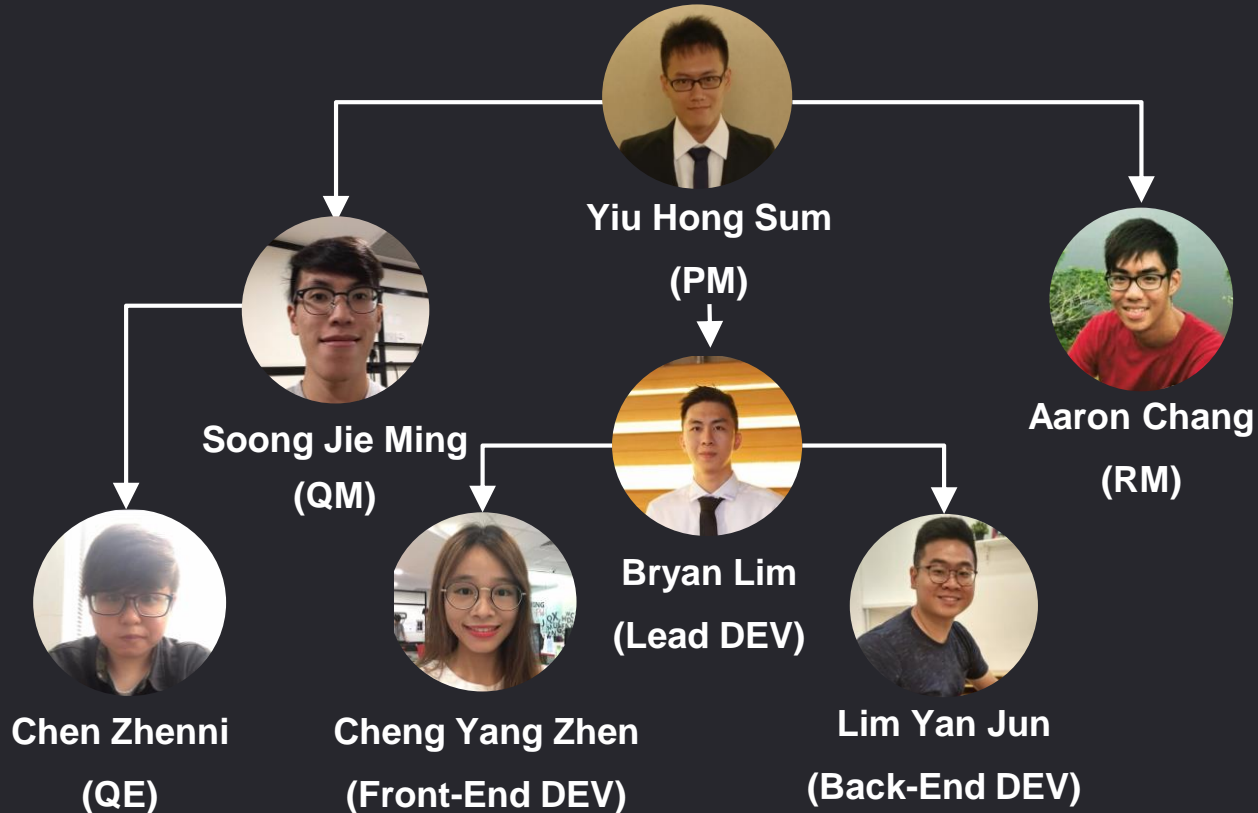 Yiu Hong Sum
(PM)
Soong Jie Ming
(QM)
Aaron Chang
(RM)
Bryan Lim
(Lead DEV)
Chen Zhenni
(QE)
Cheng Yang Zhen
(Front-End DEV)
Lim Yan Jun
(Back-End DEV)